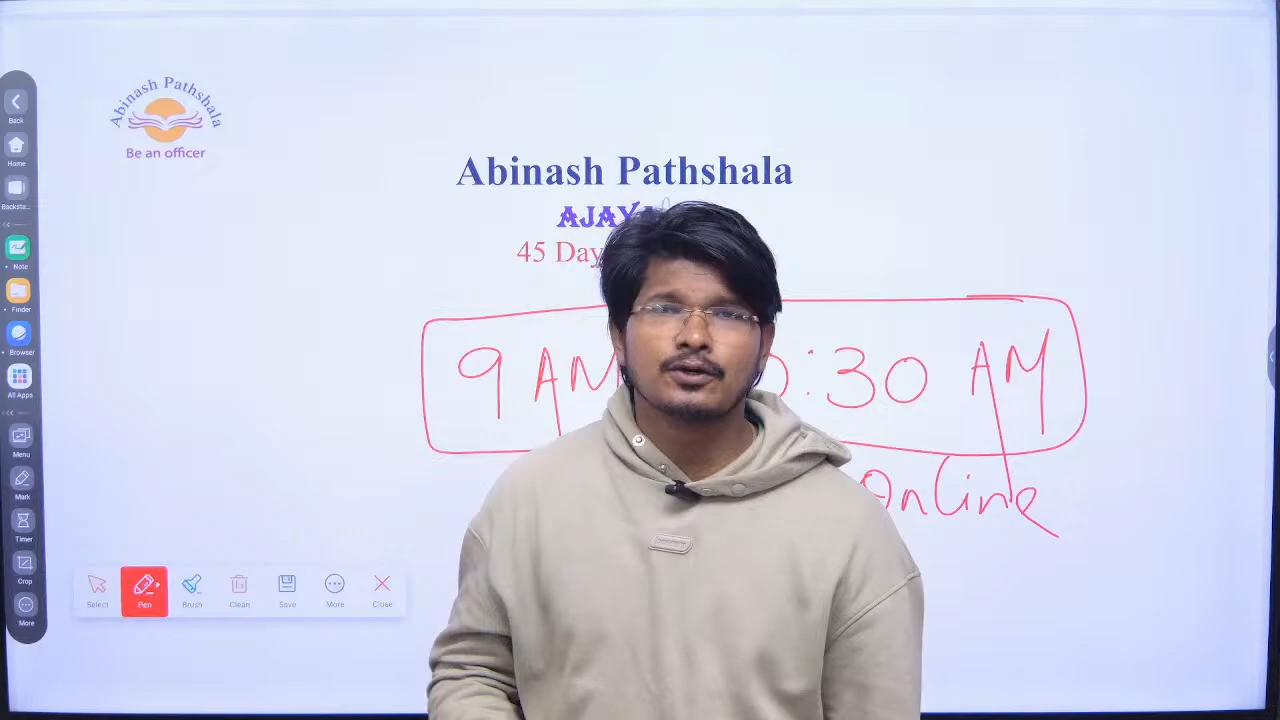 Back
Home
Backsta...
Note
Finder
Browser
All Apps
Menu
Mark
Timer
Crop
More
Abinash Pathshala
Be an officer
Abinash Pathshala
AJAY
45 Day
9 AM :30 AM
Online
Select
Pen
Brush
Clean
Save
More
Close